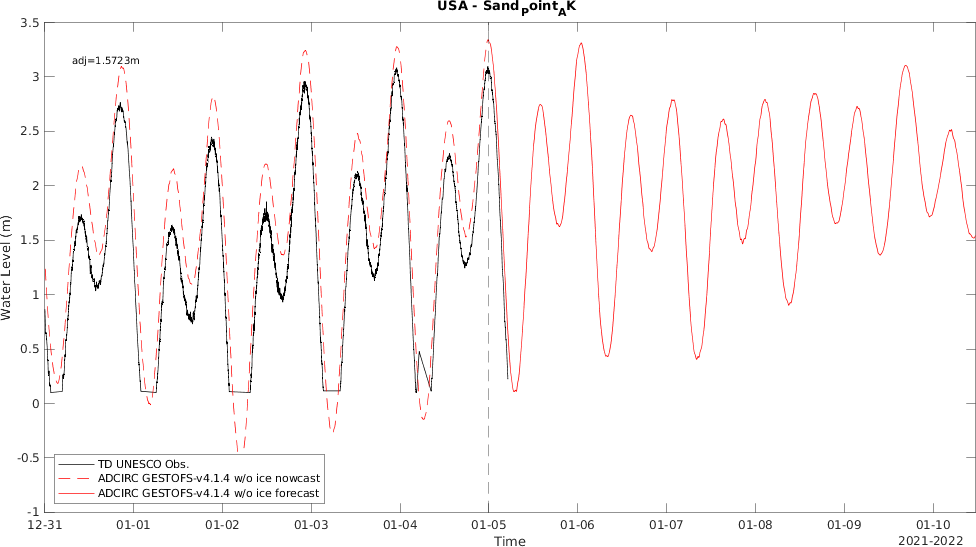 USA - Sand_Point_AK
adj=1.5723m
3.5
3
2.5
2
1.5
1
0.5
0
-0.5
-1
Water Level (m)
TD UNESCO Obs.
ADCIRC GESTOFS-v4.1.4 w/o ice nowcast
ADCIRC GESTOFS-v4.1.4 w/o ice forecast
12-31 01-01 01-02 01-03 01-04 01-05 01-06 01-07 01-08 01-09 01-10
Time
2021-2022